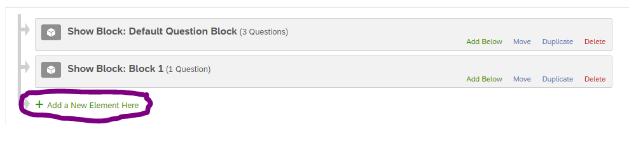 Show Block: Default Question Block (3 Questions)
Add Below Move Duplicate Delete
Show Block: Block 1 (1 Question)
Add Below Move Duplicate Delete
+ Add a New Element Here